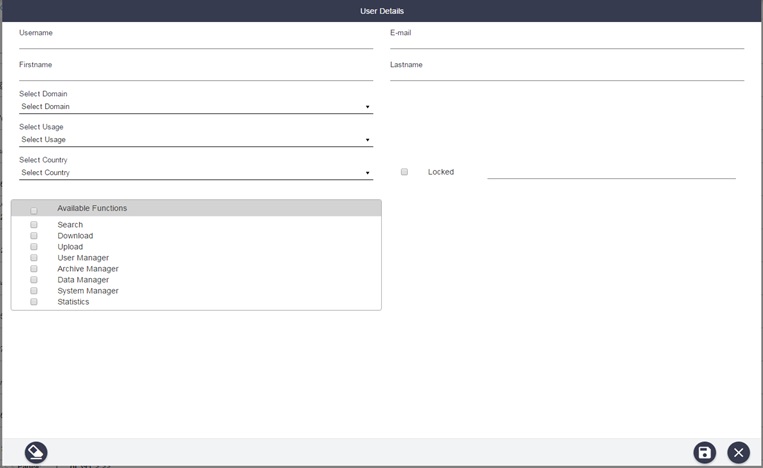 User Details
Username
E-mail
Firstname
Lastname
Select Domain
Select Domain
Select Usage
Select Usage
Select Country
Select Country
Locked
Available Functions
Search
Download
Upload
User Manager
Archive Manager
Data Manager
System Manager
Statistics